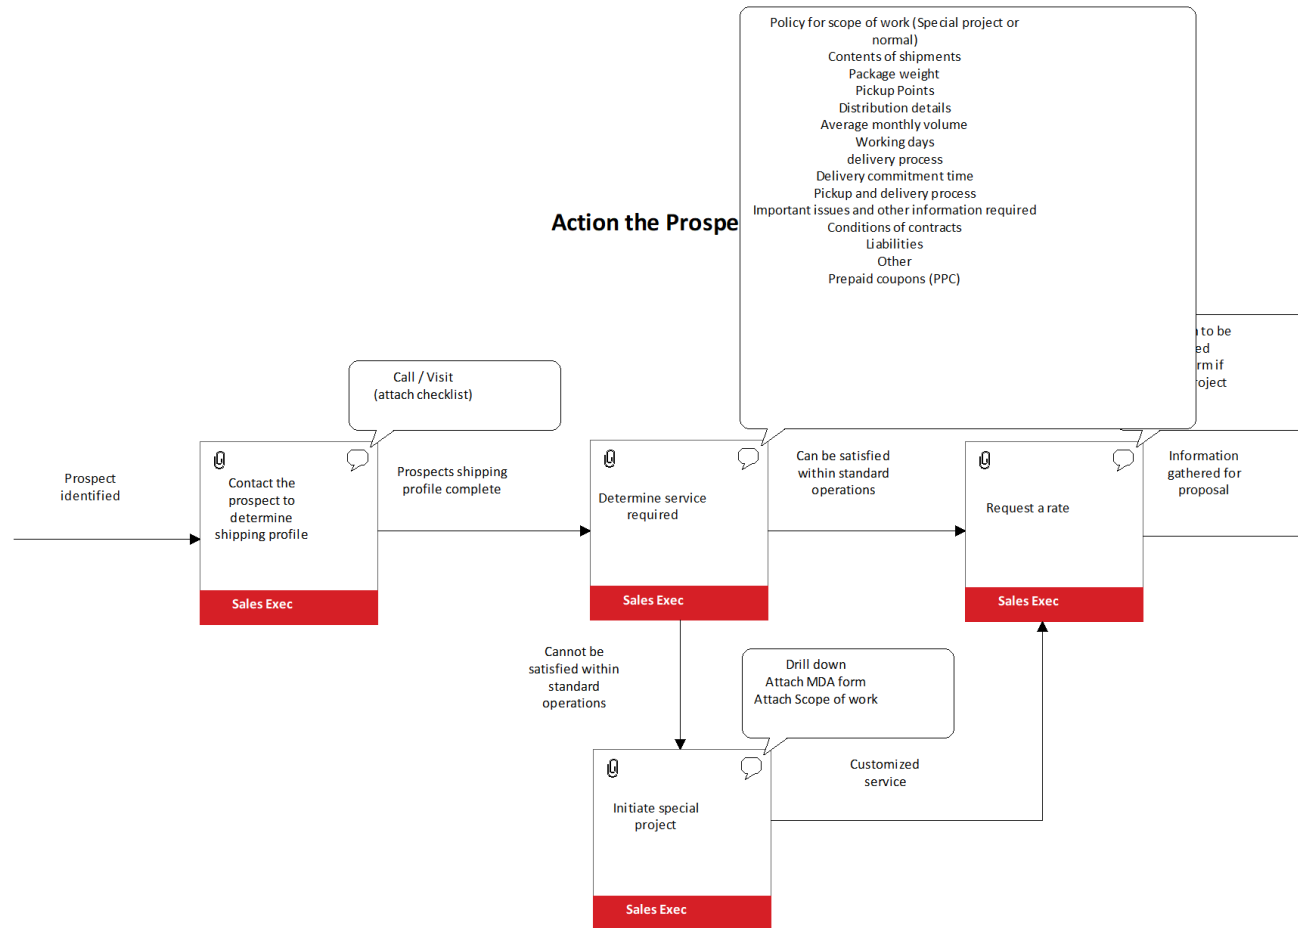 Policy for scope of work (Special project or
normal)
Contents of shipments
Package weight
Pickup Points
Distribution details
Average monthly volume
Working days
delivery process
Delivery commitment time
Pickup and delivery process
Important issues and other information required
Conditions of contracts
Liabilities
Other
Prepaid coupons (PPC)
Action the
to be
if
Call / Visit
(attach checklist)
Prospect
identified
Contact the
prospect to
determine
shipping profile
Sales Exec
Prospects shipping
profile complete
Determine service
required
Sales Exec
Can be satisfied
within standard
operations
Request a rate
Sales Exec
Information
gathered for
proposal
Cannot be
satisfied within
standard
operations
Drill down
Attach MDA form
Attach Scope of work
Initiate special
project
Sales Exec
Customized
service